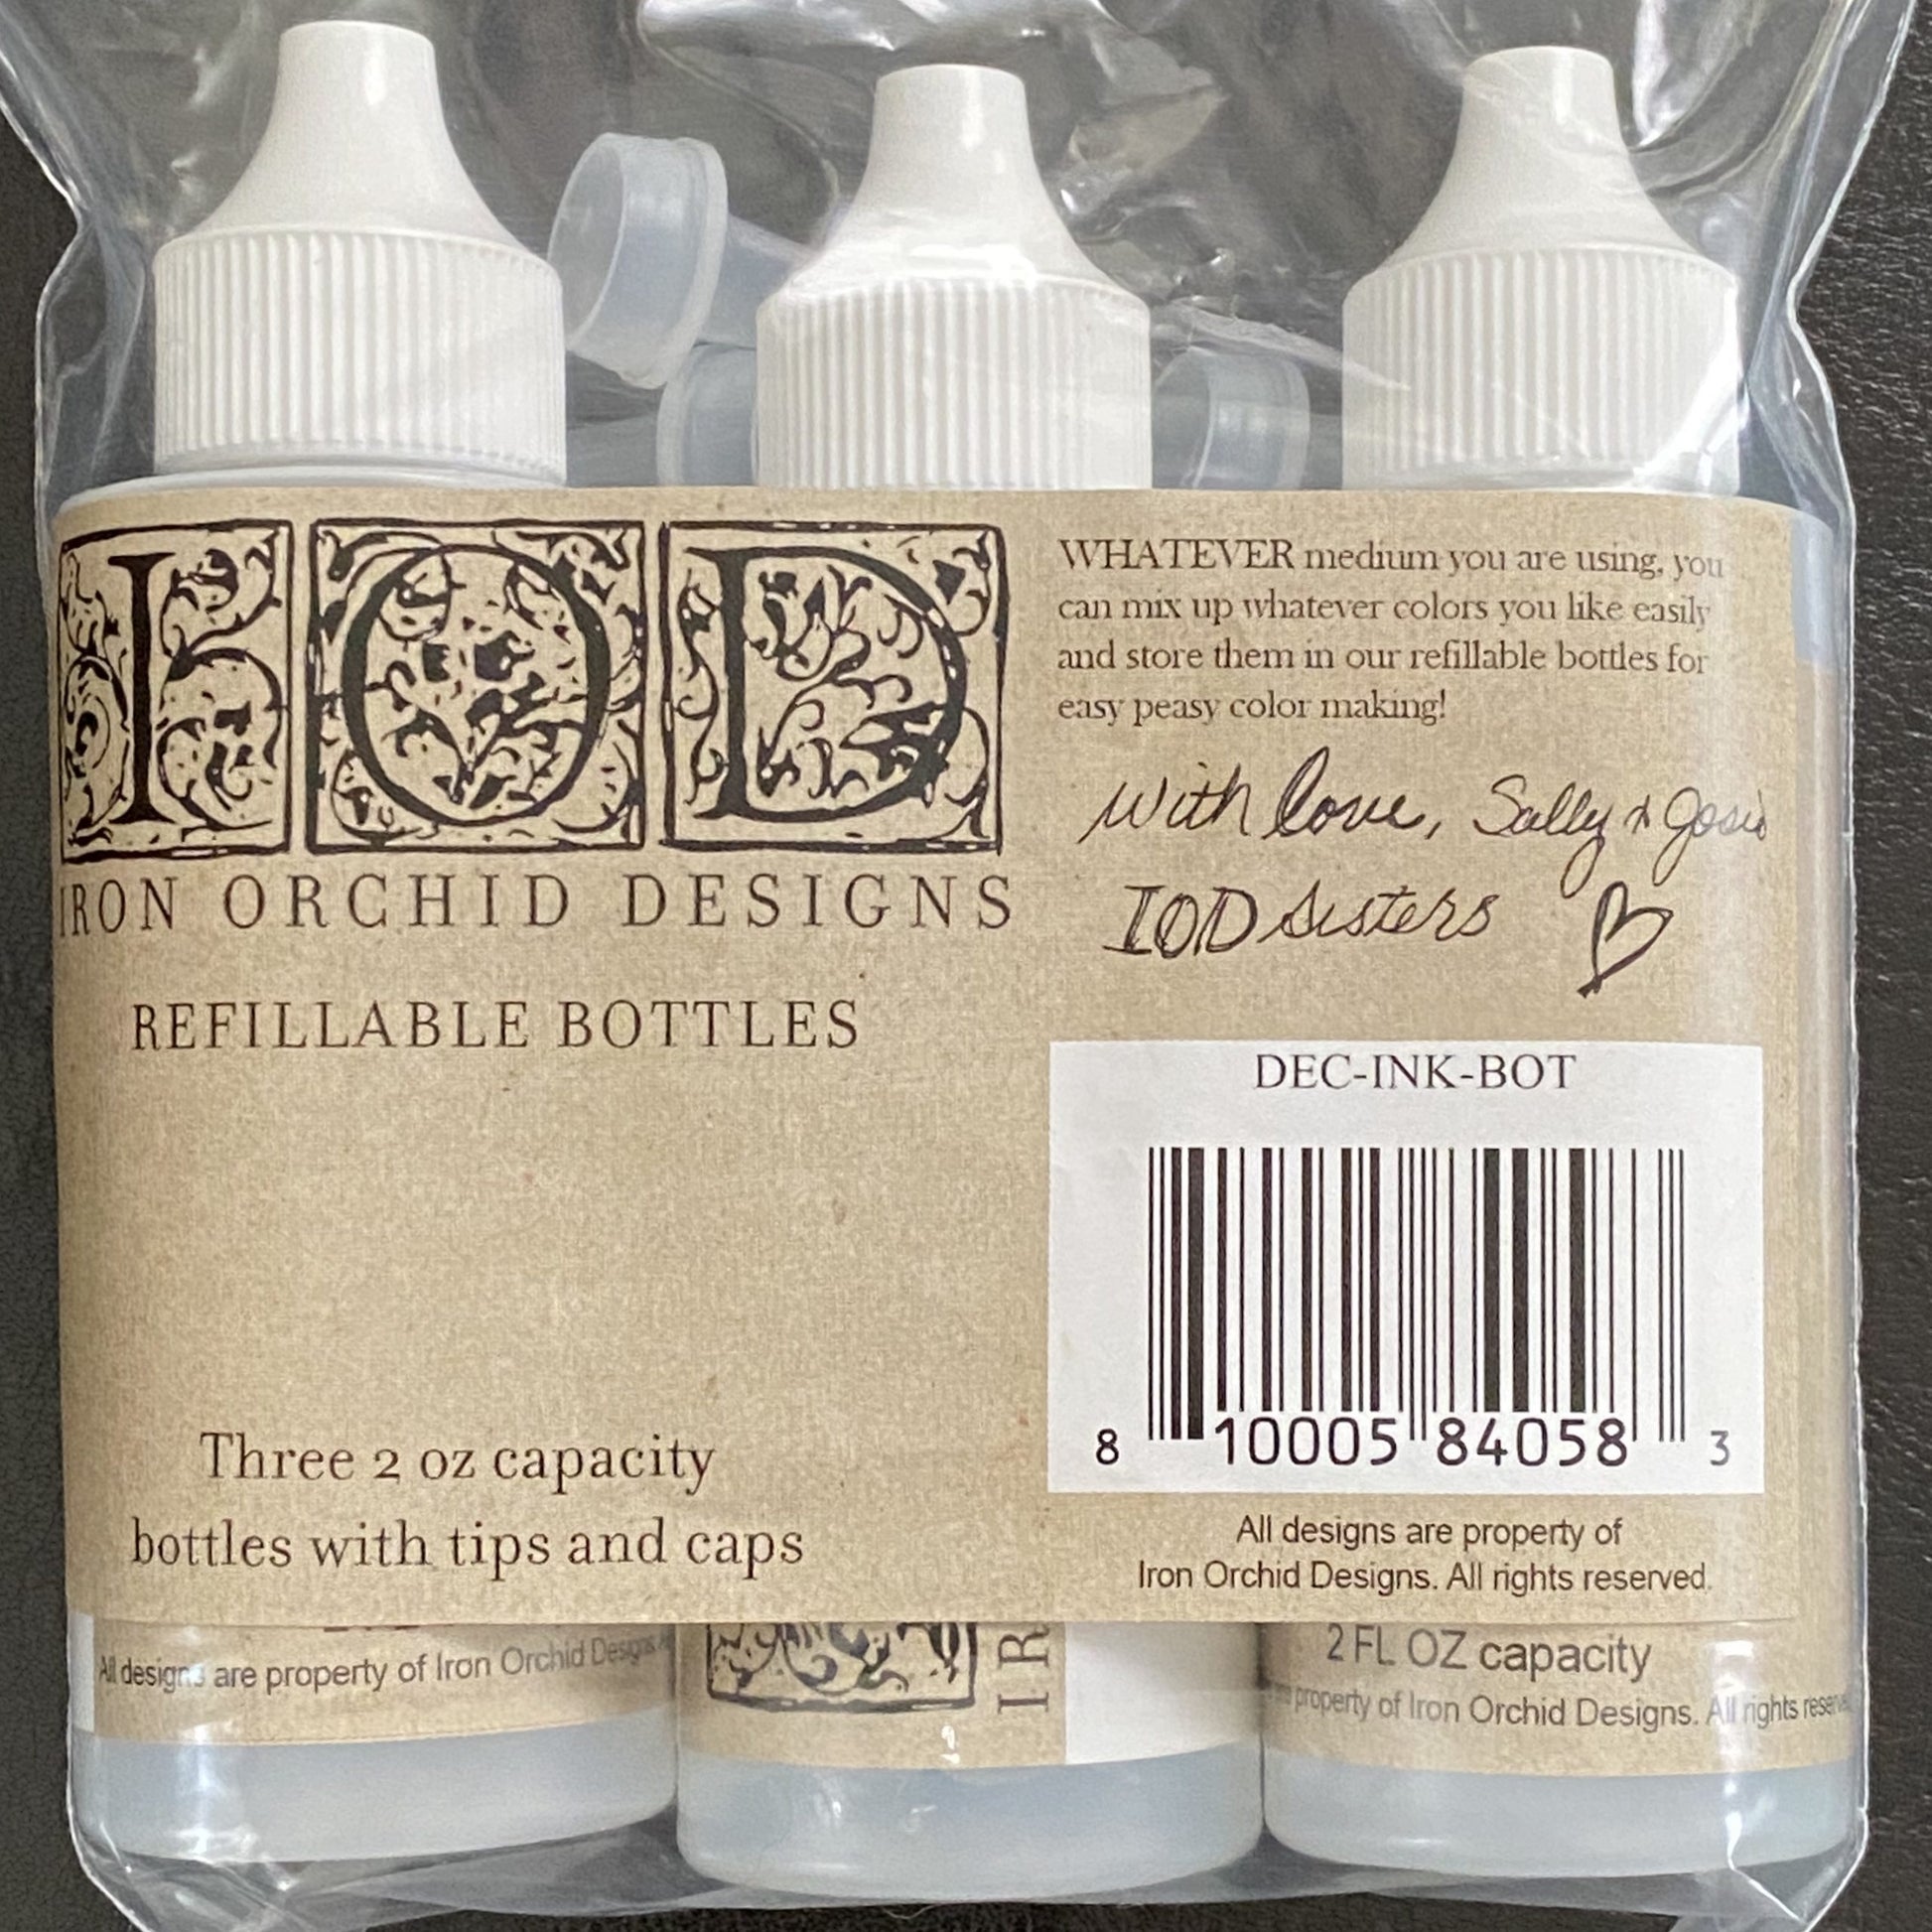 IOD
IRON ORCHID DESIGNS
REFILLABLE BOTTLES
Three 2 oz capacity
bottles with tips and caps
WHATEVER medium you are using, you
can mix up whatever colors you like easily
and store them in our refillable bottles for
easy peasy color making!
With love, Sally & Josie
IOD Sisters
DEC-INK-BOT
8 10005 84058 3
All designs are property of
Iron Orchid Designs. All rights reserved.
All designs are property of Iron Orchid Designs
IR
2 FL OZ capacity
property of Iron Orchid Designs. All rights